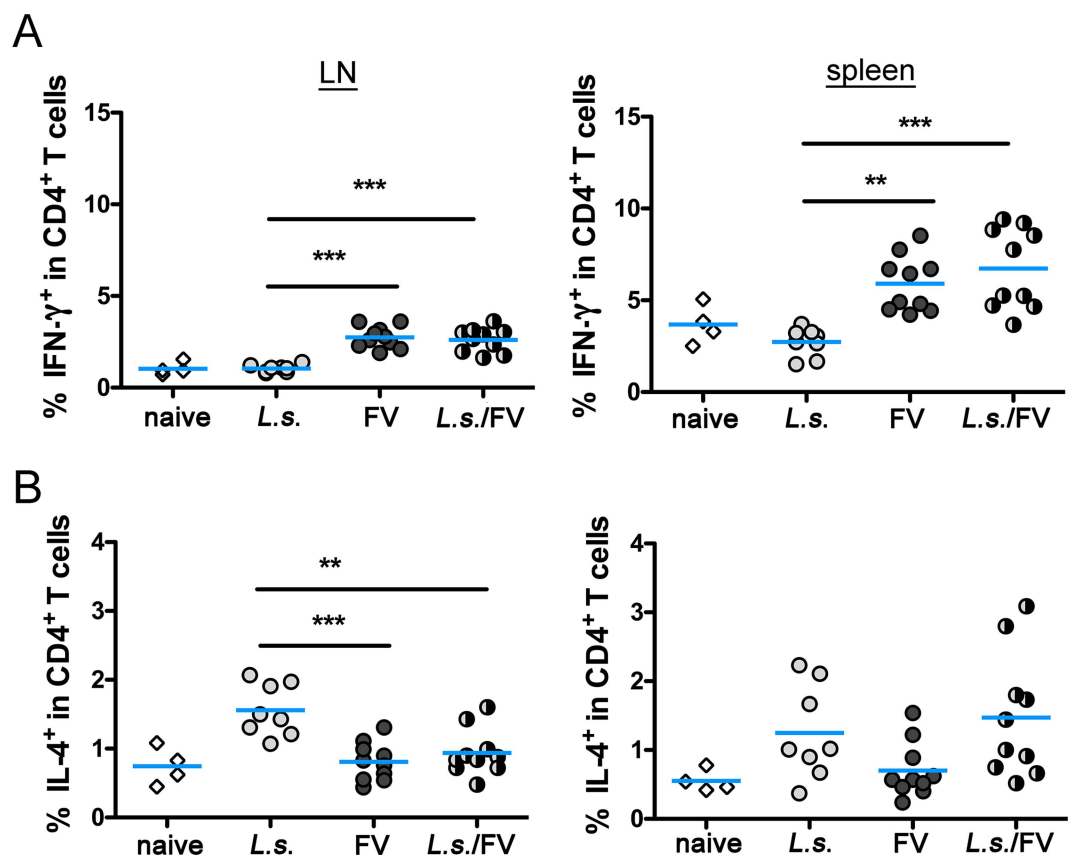 A
LN
% IFN-γ⁺ in CD4⁺ T cells
15
10
5
0
***
***
naive L.s. FV L.s./FV
spleen
% IFN-γ⁺ in CD4⁺ T cells
15
10
5
0
***
**
naive L.s. FV L.s./FV
B
% IL-4⁺ in CD4⁺ T cells
4
3
2
1
0
**
***
naive L.s. FV L.s./FV
% IL-4⁺ in CD4⁺ T cells
4
3
2
1
0
naive L.s. FV L.s./FV